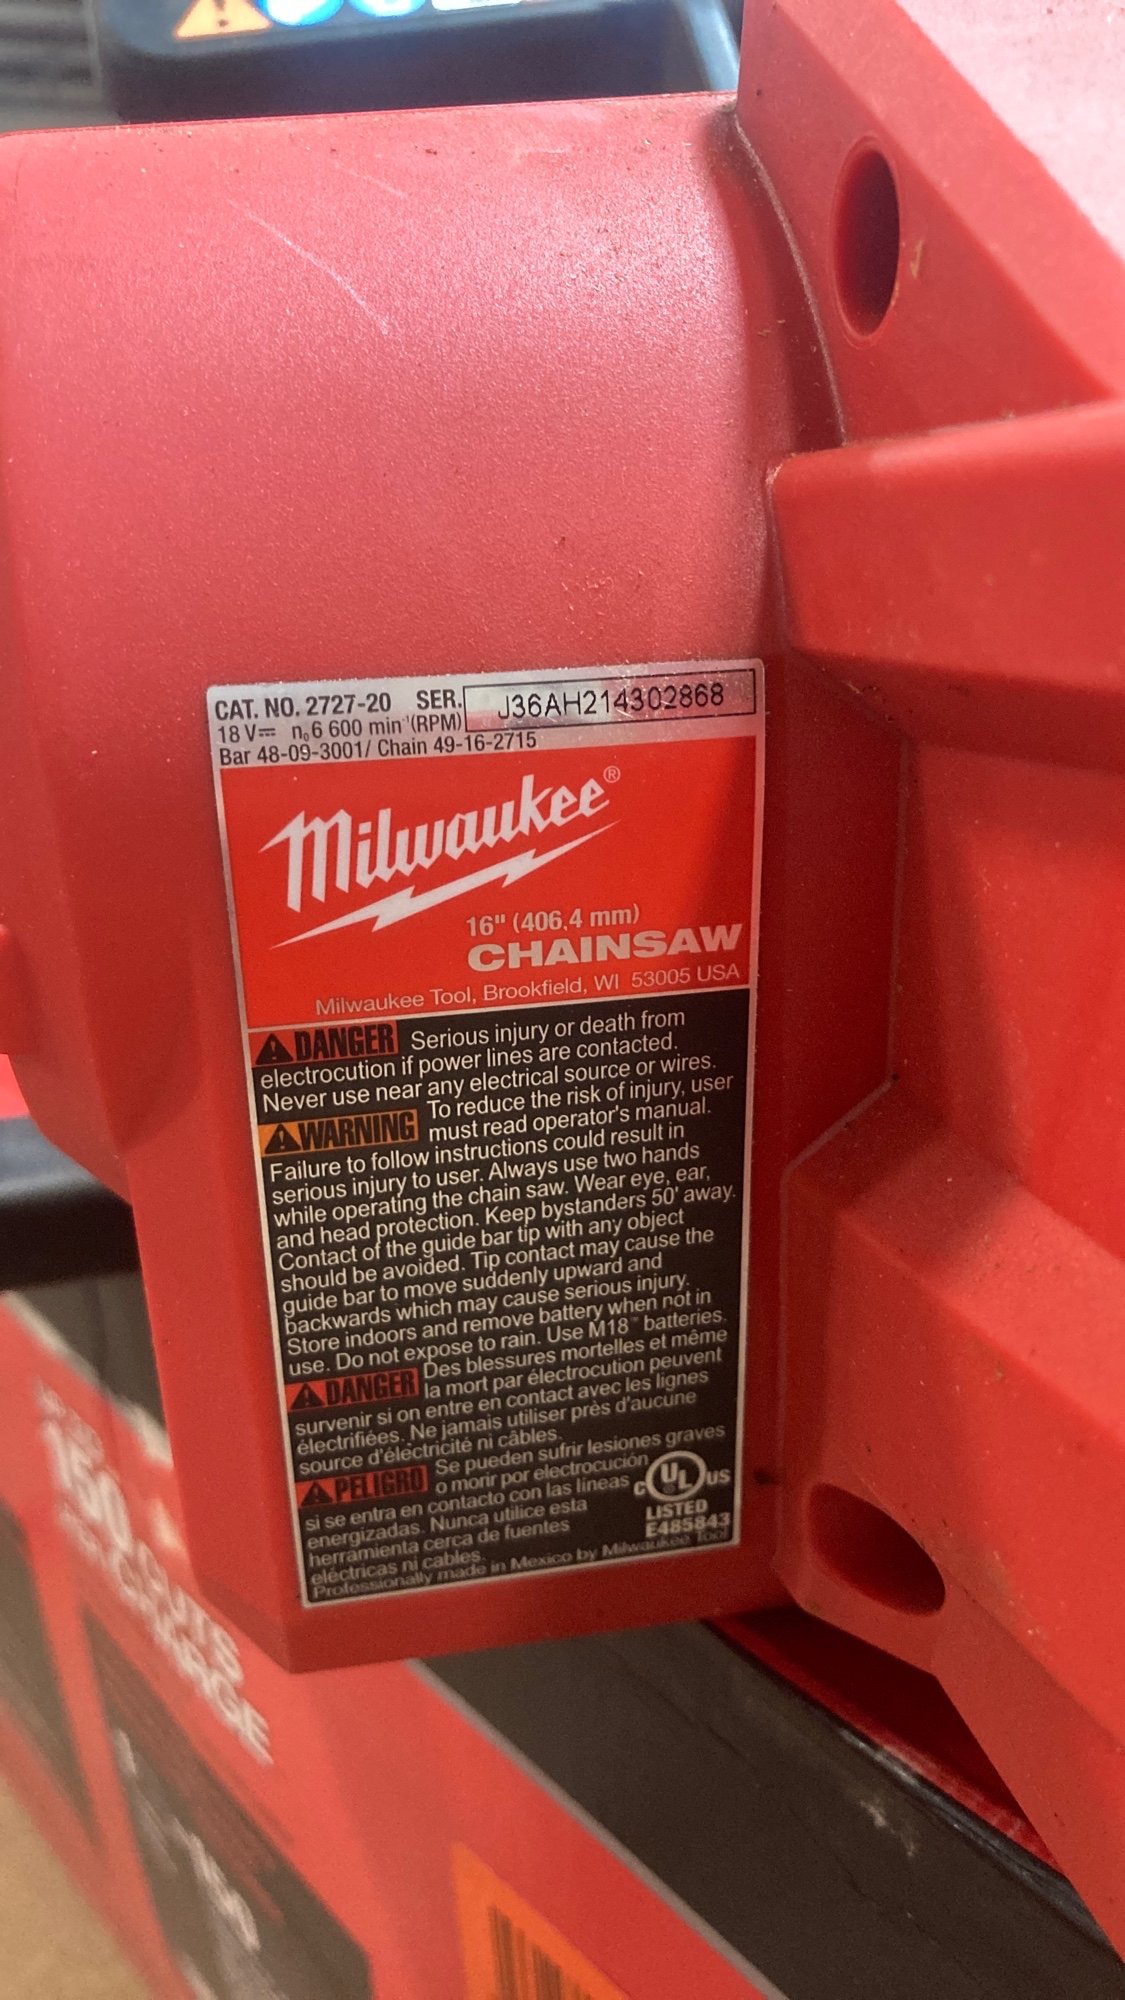 CAT. NO. 2727-20 SER. J36AH214302868
18 V⎓ n₀6 600 min⁻¹(RPM)
Bar 48-09-3001/ Chain 49-16-2715
Milwaukee®
16" (406,4 mm)
CHAINSAW
Milwaukee Tool, Brookfield, WI 53005 USA
DANGER Serious injury or death from
electrocution if power lines are contacted.
Never use near any electrical source or wires.
WARNING To reduce the risk of injury, user
must read operator's manual.
Failure to follow instructions could result in
serious injury to user. Always use two hands
while operating the chain saw. Wear eye, ear,
and head protection. Keep bystanders 50' away.
Contact of the guide bar tip with any object
should be avoided. Tip contact may cause the
guide bar to move suddenly upward and
backwards which may cause serious injury.
Store indoors and remove battery when not in
use. Do not expose to rain. Use M18™ batteries.
DANGER Des blessures mortelles et même
la mort par électrocution peuvent
survenir si on entre en contact avec les lignes
électrifiées. Ne jamais utiliser près d'aucune
source d'électricité ni câbles.
PELIGRO Se pueden sufrir lesiones graves
o morir por electrocución
si se entra en contacto con las líneas
energizadas. Nunca utilice esta
herramienta cerca de fuentes
eléctricas ni cables.
Professionally made in Mexico by Milwaukee Tool
C UL US
LISTED
E485843
150 CUTS